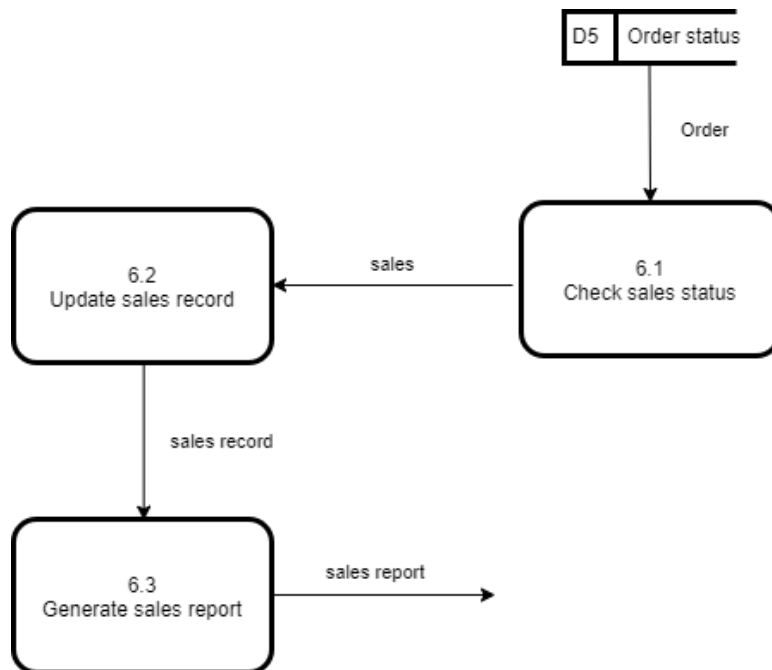 D5 Order status
Order
6.1
Check sales status
sales
6.2
Update sales record
sales record
6.3
Generate sales report
sales report